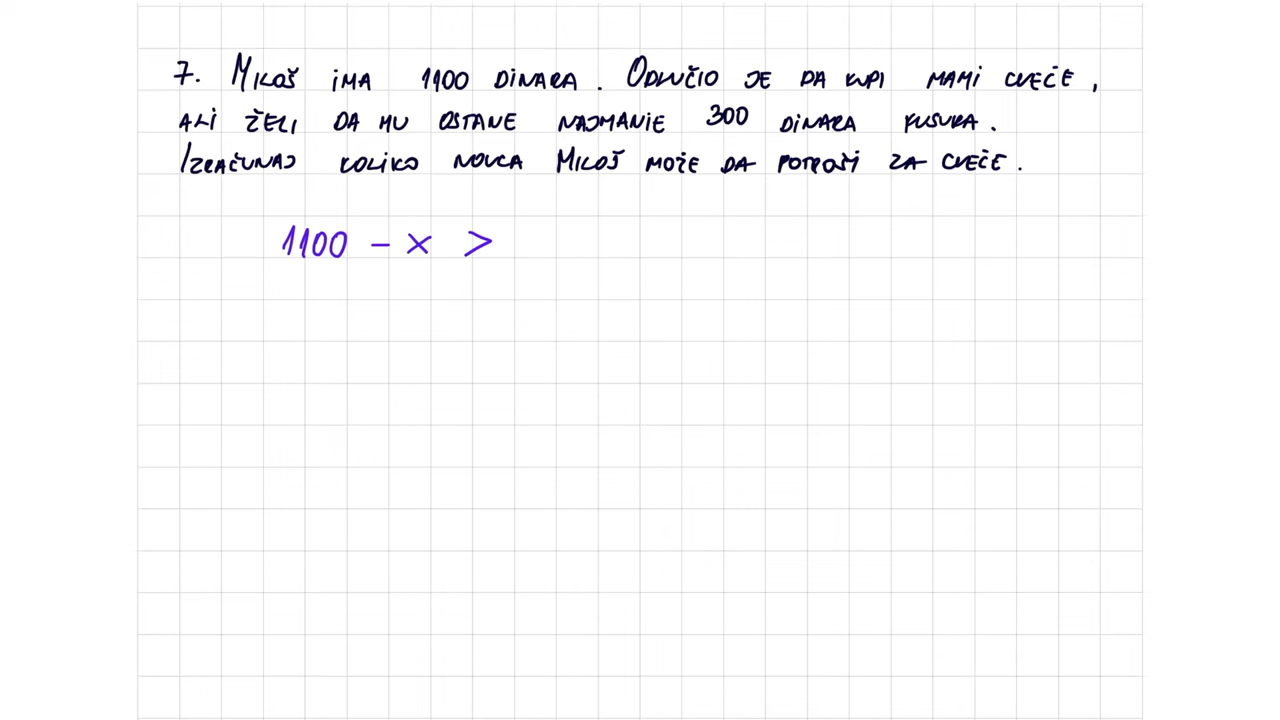 7. Miloš ima 1100 dinara. Odlučio je da kupi mami cveće,
ali želi da mu ostane najmanje 300 dinara kusura.
Izračunaj koliko novca Miloš može da potroši za cveće.
1100 - x >